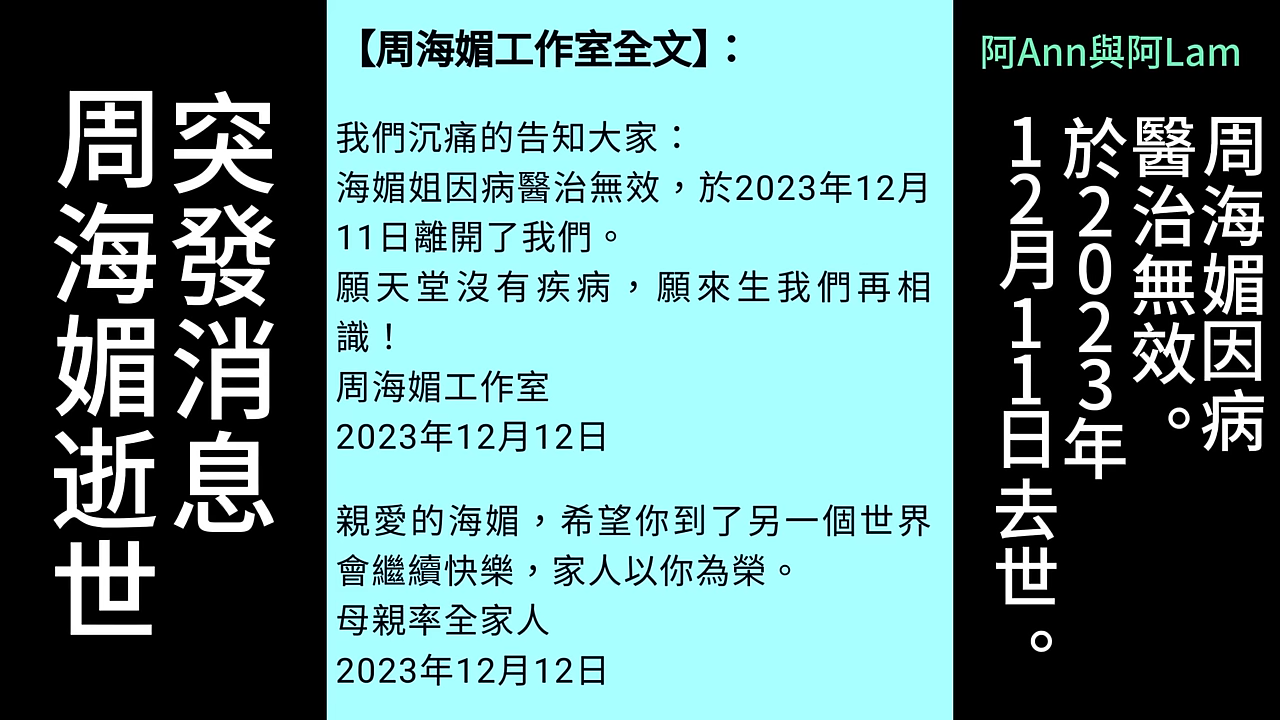 突發消息
周海媚逝世
【周海媚工作室全文】：
我們沉痛的告知大家：
海媚姐因病醫治無效，於2023年12月
11日離開了我們。
願天堂沒有疾病，願來生我們再相
識！
周海媚工作室
2023年12月12日
親愛的海媚，希望你到了另一個世界
會繼續快樂，家人以你為榮。
母親率全家人
2023年12月12日
阿Ann與阿Lam
周海媚因病
醫治無效。
於2023年
12月11日去世。